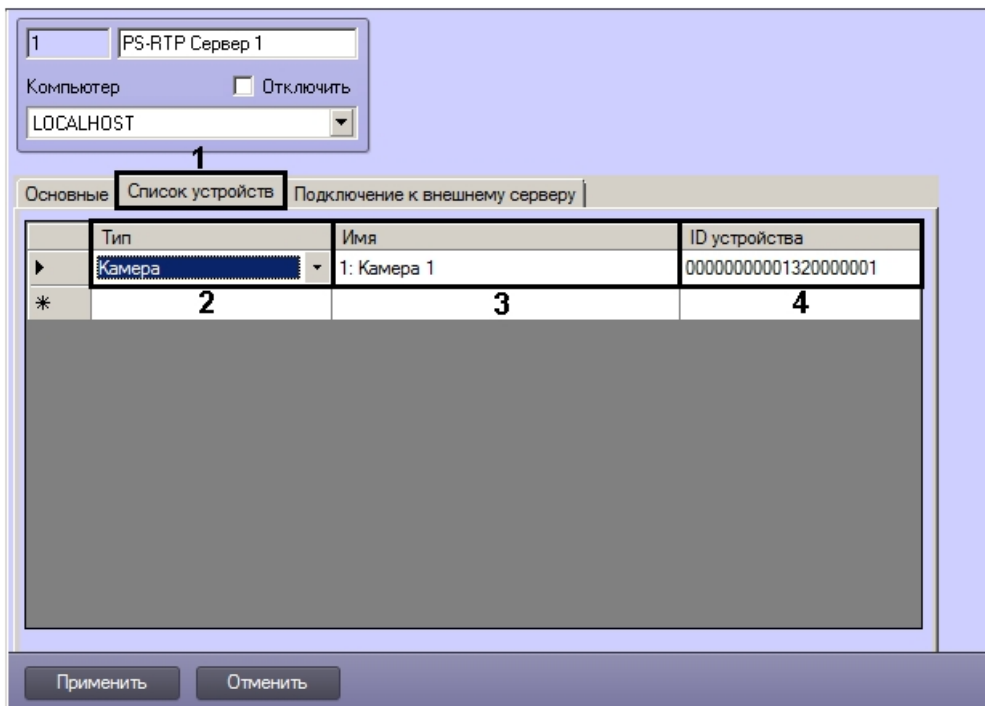 1 PS-RTP Сервер 1
Компьютер Отключить
LOCALHOST
1
Основные Список устройств Подключение к внешнему серверу
Тип Имя ID устройства
Камера 1: Камера 1 00000000001320000001
2 3 4
Применить Отменить